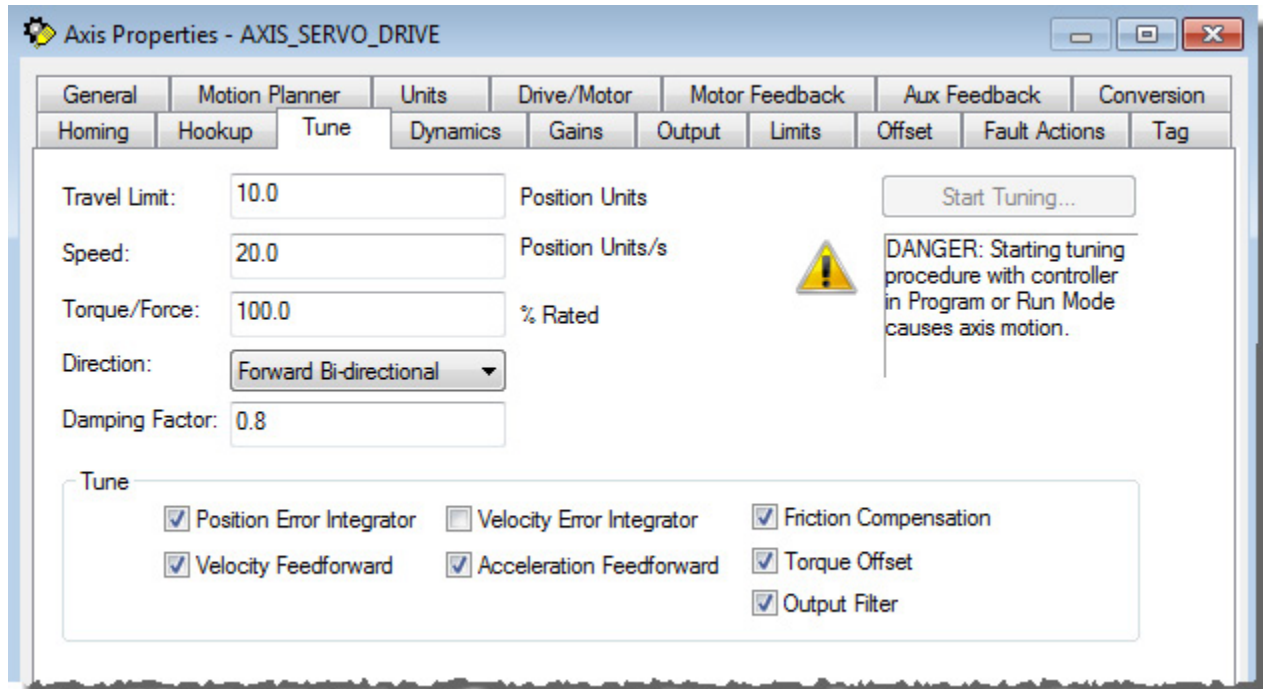 Axis Properties - AXIS_SERVO_DRIVE
General Motion Planner Units Drive/Motor Motor Feedback Aux Feedback Conversion
Homing Hookup Tune Dynamics Gains Output Limits Offset Fault Actions Tag
Travel Limit: 10.0 Position Units Start Tuning...
Speed: 20.0 Position Units/s
DANGER: Starting tuning
procedure with controller
in Program or Run Mode
causes axis motion.
Torque/Force: 100.0 % Rated
Direction: Forward Bi-directional
Damping Factor: 0.8
Tune
Position Error Integrator Velocity Error Integrator Friction Compensation
Velocity Feedforward Acceleration Feedforward Torque Offset
Output Filter